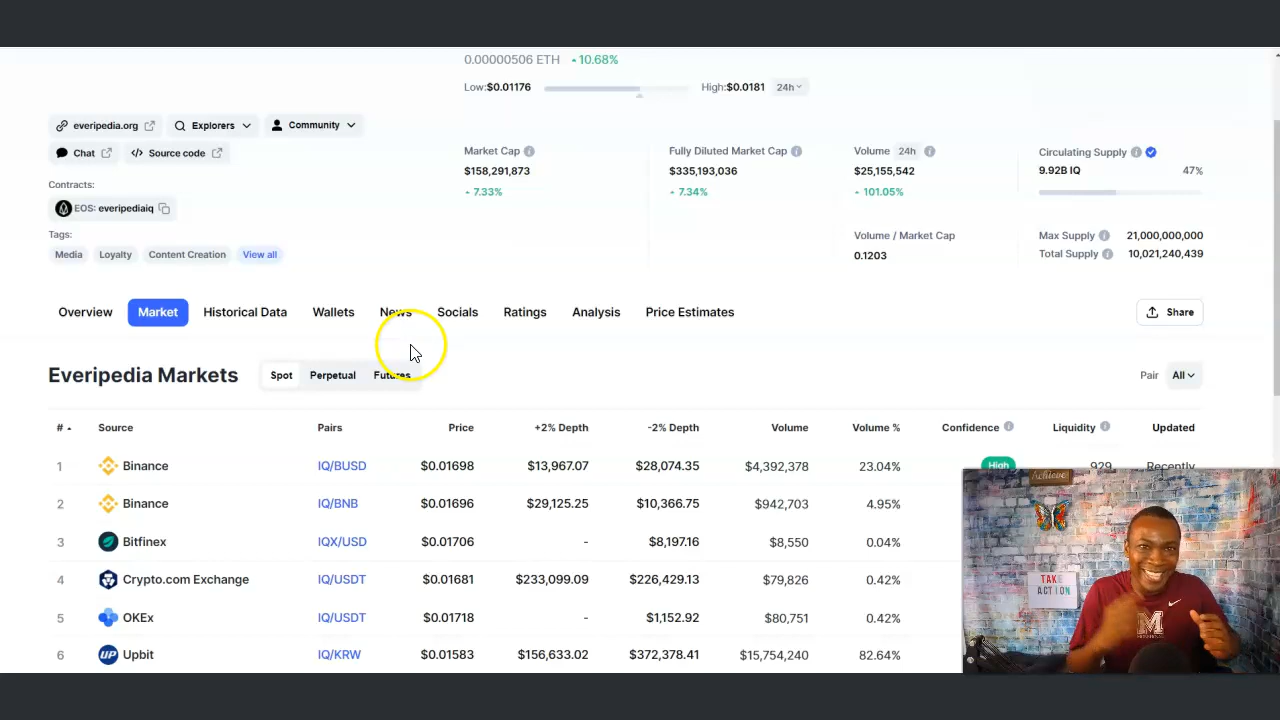 0.00000506 ETH 10.68%
Low:$0.01176 High:$0.0181 24h
everipedia.org Explorers Community
Chat Source code
Contracts:
EOS: everipediaiq
Tags:
Media Loyalty Content Creation View all
Market Cap Fully Diluted Market Cap Volume 24h Circulating Supply
$158,291,873 $335,193,036 $25,155,542 9.92B IQ 47%
7.33% 7.34% 101.05%
Volume / Market Cap Max Supply 21,000,000,000
0.1203 Total Supply 10,021,240,439
Overview Market Historical Data Wallets News Socials Ratings Analysis Price Estimates Share
Everipedia Markets Spot Perpetual Futures Pair All
# Source Pairs Price +2% Depth -2% Depth Volume Volume % Confidence Liquidity Updated
1 Binance IQ/BUSD $0.01698 $13,967.07 $28,074.35 $4,392,378 23.04% High 929 Recently
2 Binance IQ/BNB $0.01696 $29,125.25 $10,366.75 $942,703 4.95%
3 Bitfinex IQX/USD $0.01706 - $8,197.16 $8,550 0.04%
4 Crypto.com Exchange IQ/USDT $0.01681 $233,099.09 $226,429.13 $79,826 0.42%
5 OKEx IQ/USDT $0.01718 - $1,152.92 $80,751 0.42%
6 UP Upbit IQ/KRW $0.01583 $156,633.02 $372,378.41 $15,754,240 82.64%
Achieve
TAKE
ACTION
M